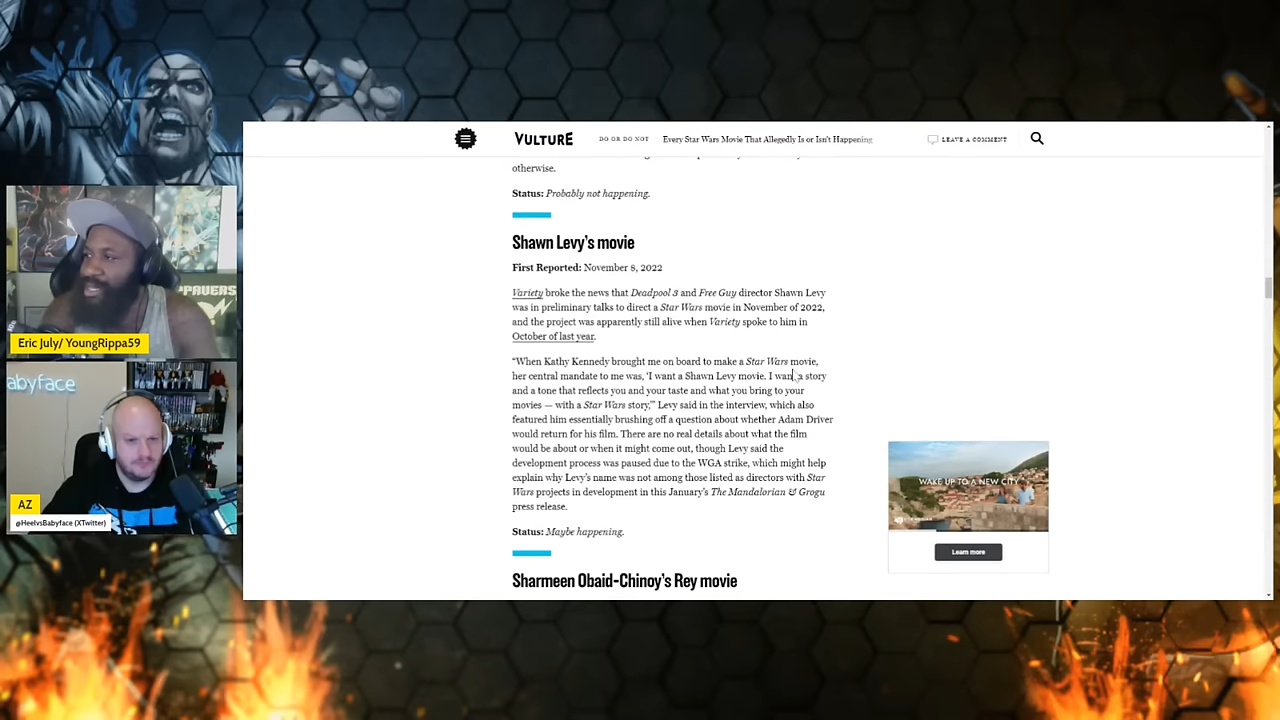 VULTURE
DO OR DO NOT
Every Star Wars Movie That Allegedly Is or Isn't Happening
LEAVE A COMMENT
otherwise.
Status: Probably not happening.
Shawn Levy's movie
First Reported: November 8, 2022
Variety broke the news that Deadpool 3 and Free Guy director Shawn Levy
was in preliminary talks to direct a Star Wars movie in November of 2022,
and the project was apparently still alive when Variety spoke to him in
October of last year.
"When Kathy Kennedy brought me on board to make a Star Wars movie,
her central mandate to me was, 'I want a Shawn Levy movie. I want a story
and a tone that reflects you and your taste and what you bring to your
movies — with a Star Wars story,'" Levy said in the interview, which also
featured him essentially brushing off a question about whether Adam Driver
would return for his film. There are no real details about what the film
would be about or when it might come out, though Levy said the
development process was paused due to the WGA strike, which might help
explain why Levy's name was not among those listed as directors with Star
Wars projects in development in this January's The Mandalorian & Grogu
press release.
Status: Maybe happening.
Sharmeen Obaid-Chinoy's Rey movie
WAKE UP TO A NEW CITY
Learn more
Eric July/ YoungRippa59
abyface
AZ
@HeelvsBabyface (XTwitter)